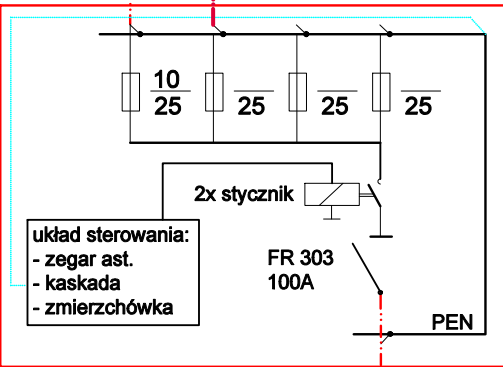 10
25
25
25
25
2x stycznik
układ sterowania:
- zegar ast.
- kaskada
- zmierzchówka
FR 303
100A
PEN